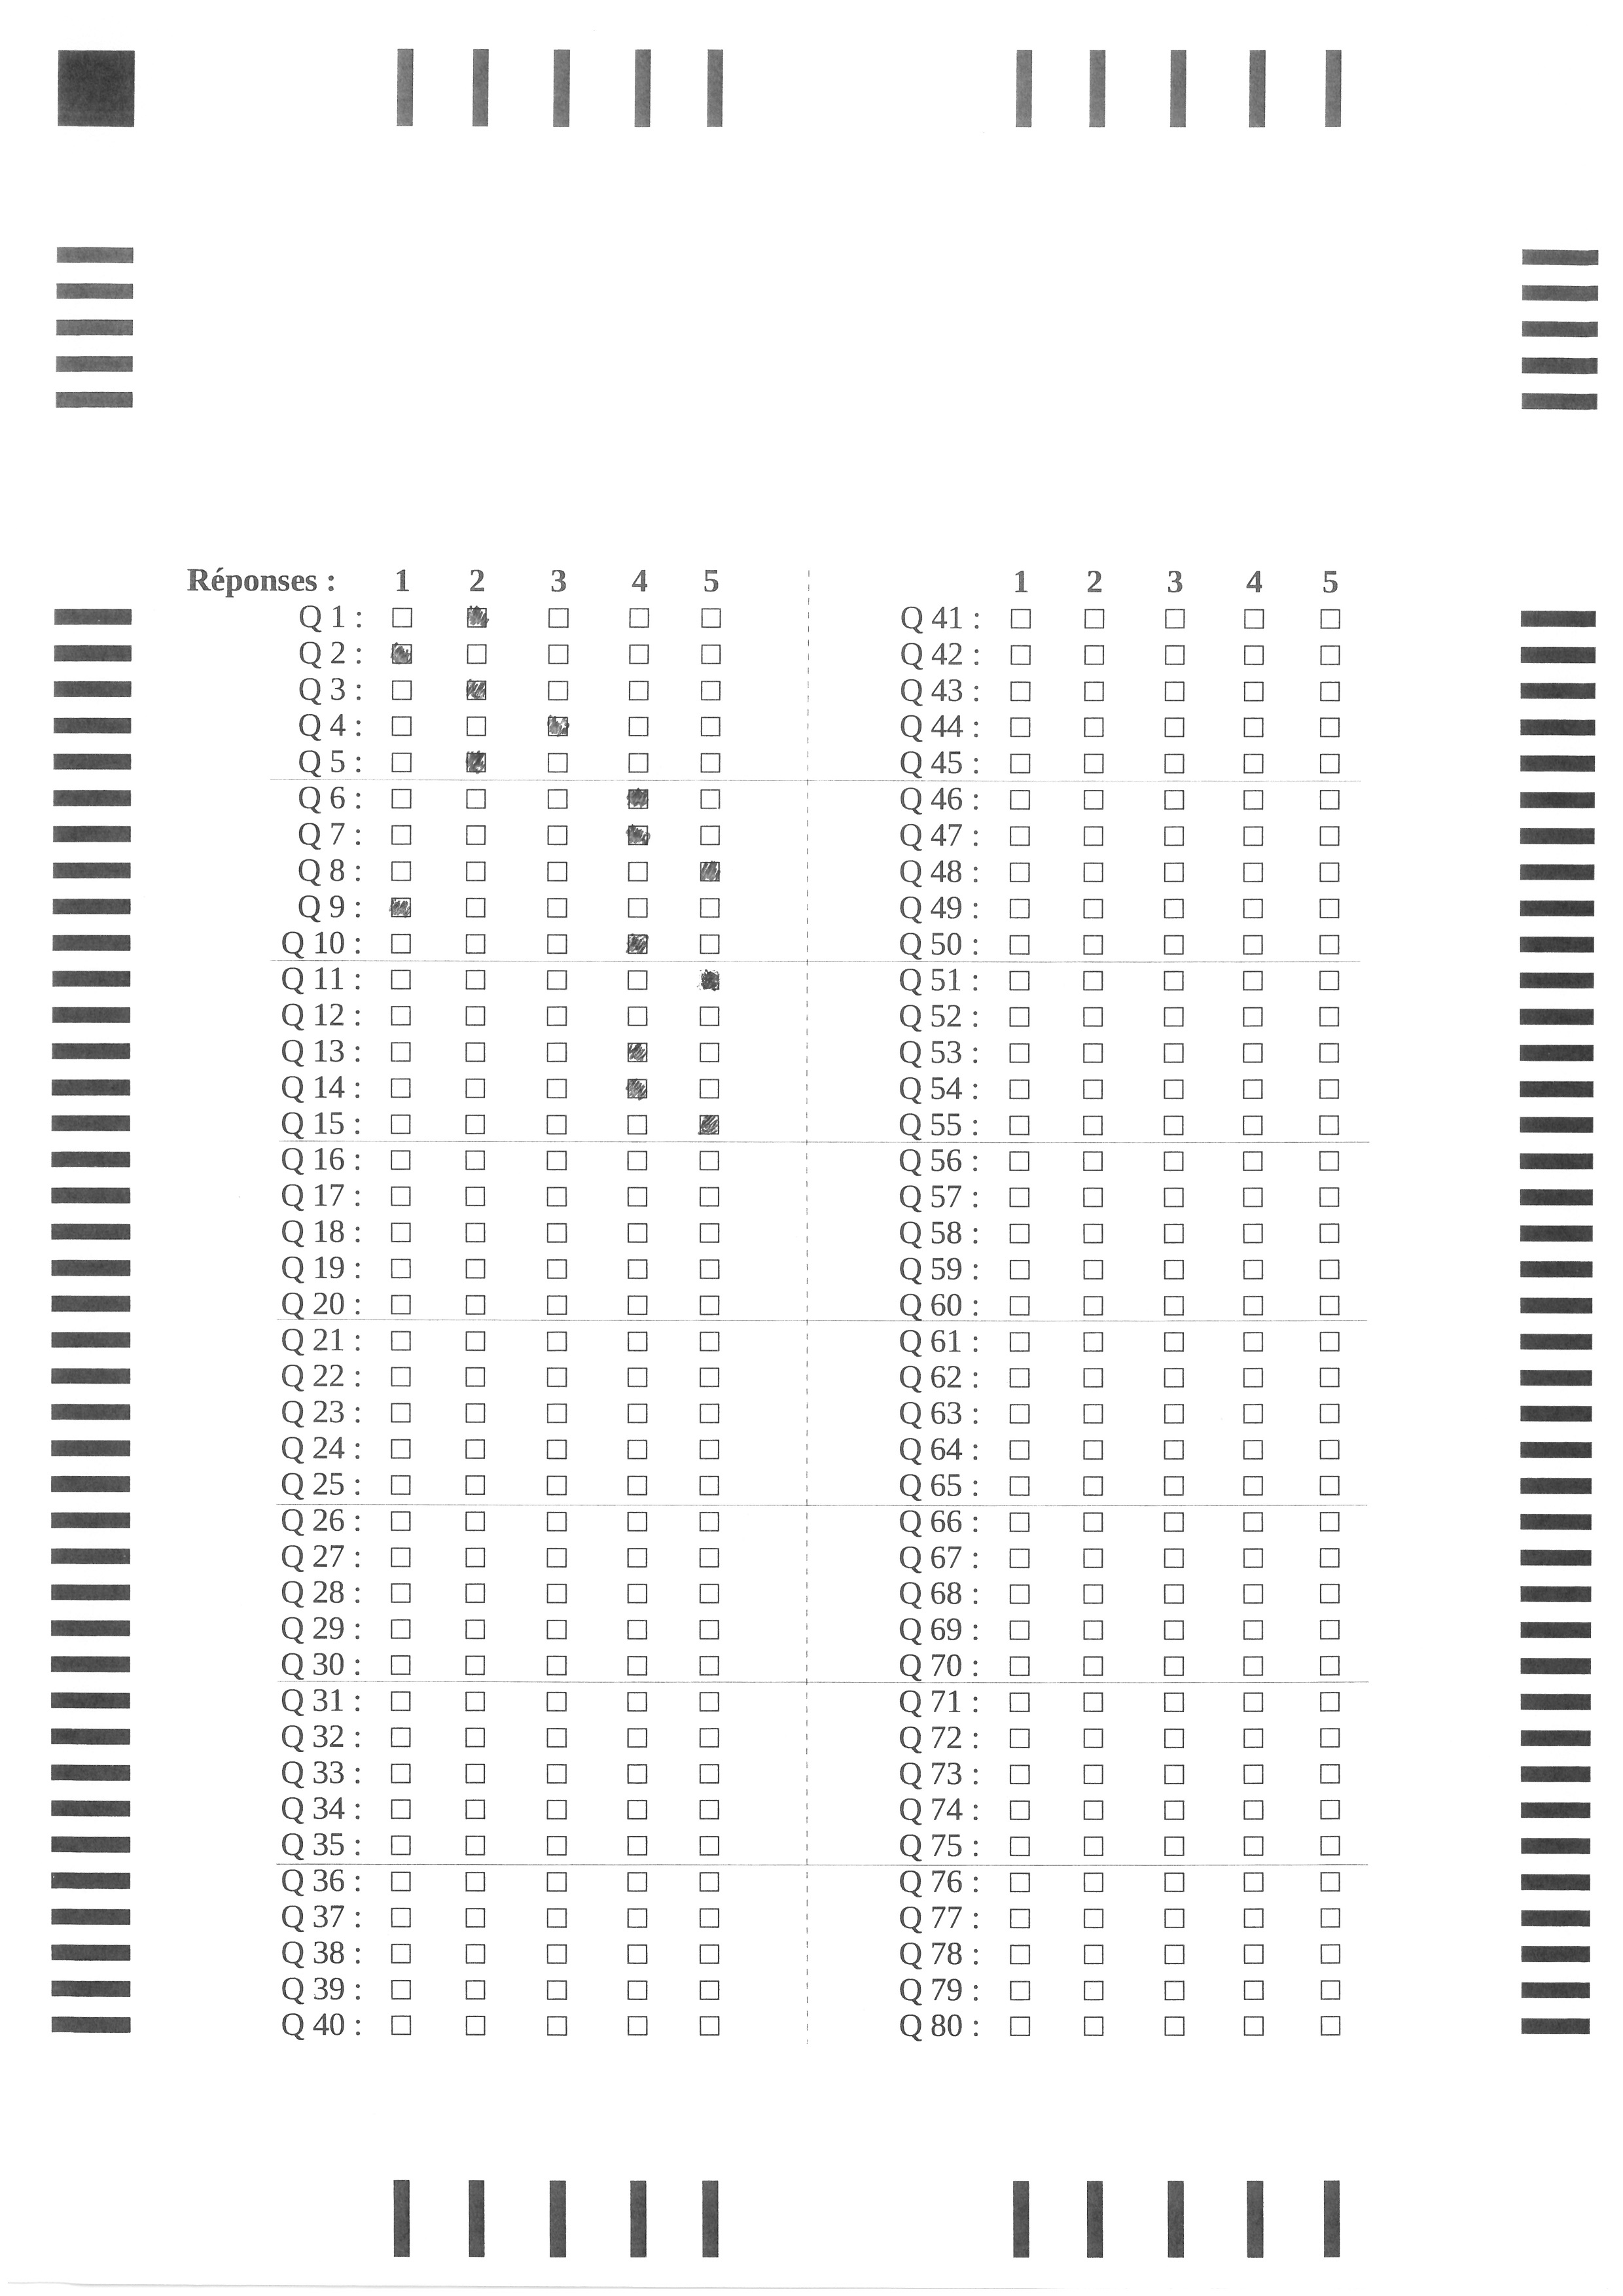 Réponses : 1 2 3 4 5
Q 1 :
Q 2 :
Q 3 :
Q 4 :
Q 5 :
Q 6 :
Q 7 :
Q 8 :
Q 9 :
Q 10 :
Q 11 :
Q 12 :
Q 13 :
Q 14 :
Q 15 :
Q 16 :
Q 17 :
Q 18 :
Q 19 :
Q 20 :
Q 21 :
Q 22 :
Q 23 :
Q 24 :
Q 25 :
Q 26 :
Q 27 :
Q 28 :
Q 29 :
Q 30 :
Q 31 :
Q 32 :
Q 33 :
Q 34 :
Q 35 :
Q 36 :
Q 37 :
Q 38 :
Q 39 :
Q 40 :
1 2 3 4 5
Q 41 :
Q 42 :
Q 43 :
Q 44 :
Q 45 :
Q 46 :
Q 47 :
Q 48 :
Q 49 :
Q 50 :
Q 51 :
Q 52 :
Q 53 :
Q 54 :
Q 55 :
Q 56 :
Q 57 :
Q 58 :
Q 59 :
Q 60 :
Q 61 :
Q 62 :
Q 63 :
Q 64 :
Q 65 :
Q 66 :
Q 67 :
Q 68 :
Q 69 :
Q 70 :
Q 71 :
Q 72 :
Q 73 :
Q 74 :
Q 75 :
Q 76 :
Q 77 :
Q 78 :
Q 79 :
Q 80 :